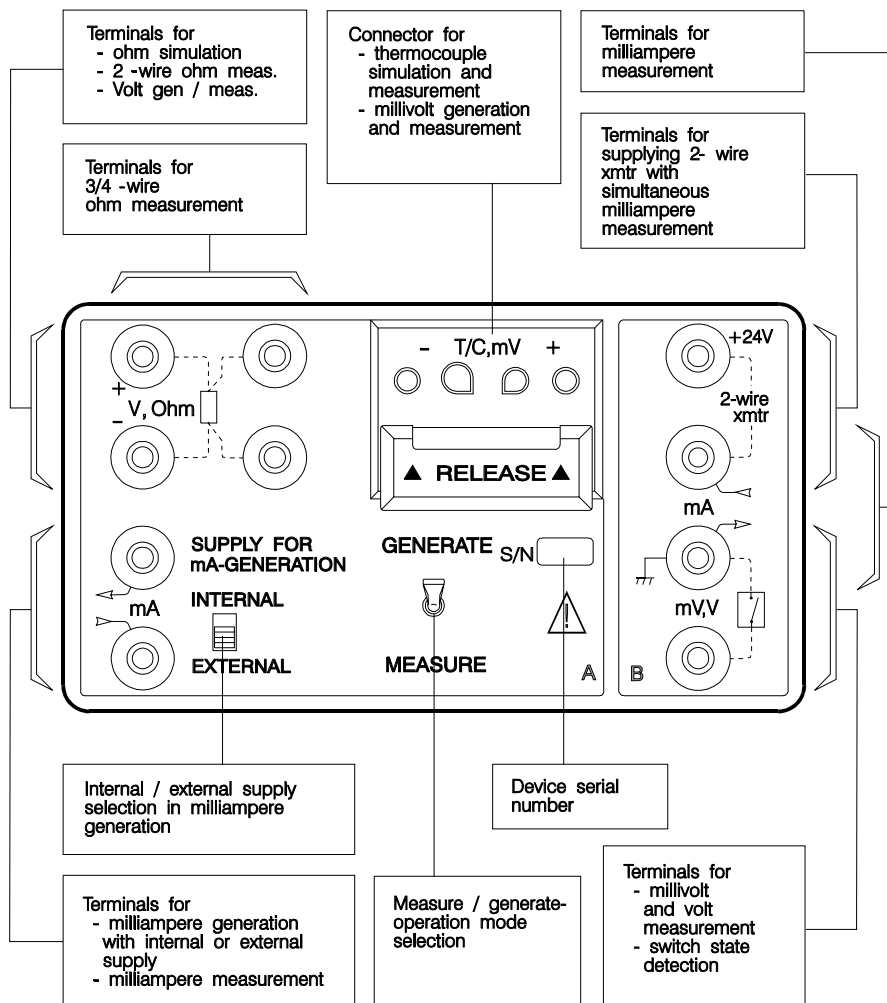 Terminals for
- ohm simulation
- 2 -wire ohm meas.
- Volt gen / meas.
Connector for
- thermocouple
simulation and
measurement
- millivolt generation
and measurement
Terminals for
milliampere
measurement
Terminals for
3/4 -wire
ohm measurement
Terminals for
supplying 2- wire
xmtr with
simultaneous
milliampere
measurement
- T/C,mV +
+24V
+
V, Ohm
-
2-wire
xmtr
▲ RELEASE ▲
mA
SUPPLY FOR
mA-GENERATION
GENERATE
S/N
mA
INTERNAL
mV,V
EXTERNAL
MEASURE
!
A
B
Internal / external supply
selection in milliampere
generation
Device serial
number
Terminals for
- milliampere generation
with internal or external
supply
- milliampere measurement
Measure / generate-
operation mode
selection
Terminals for
- millivolt
and volt
measurement
- switch state
detection